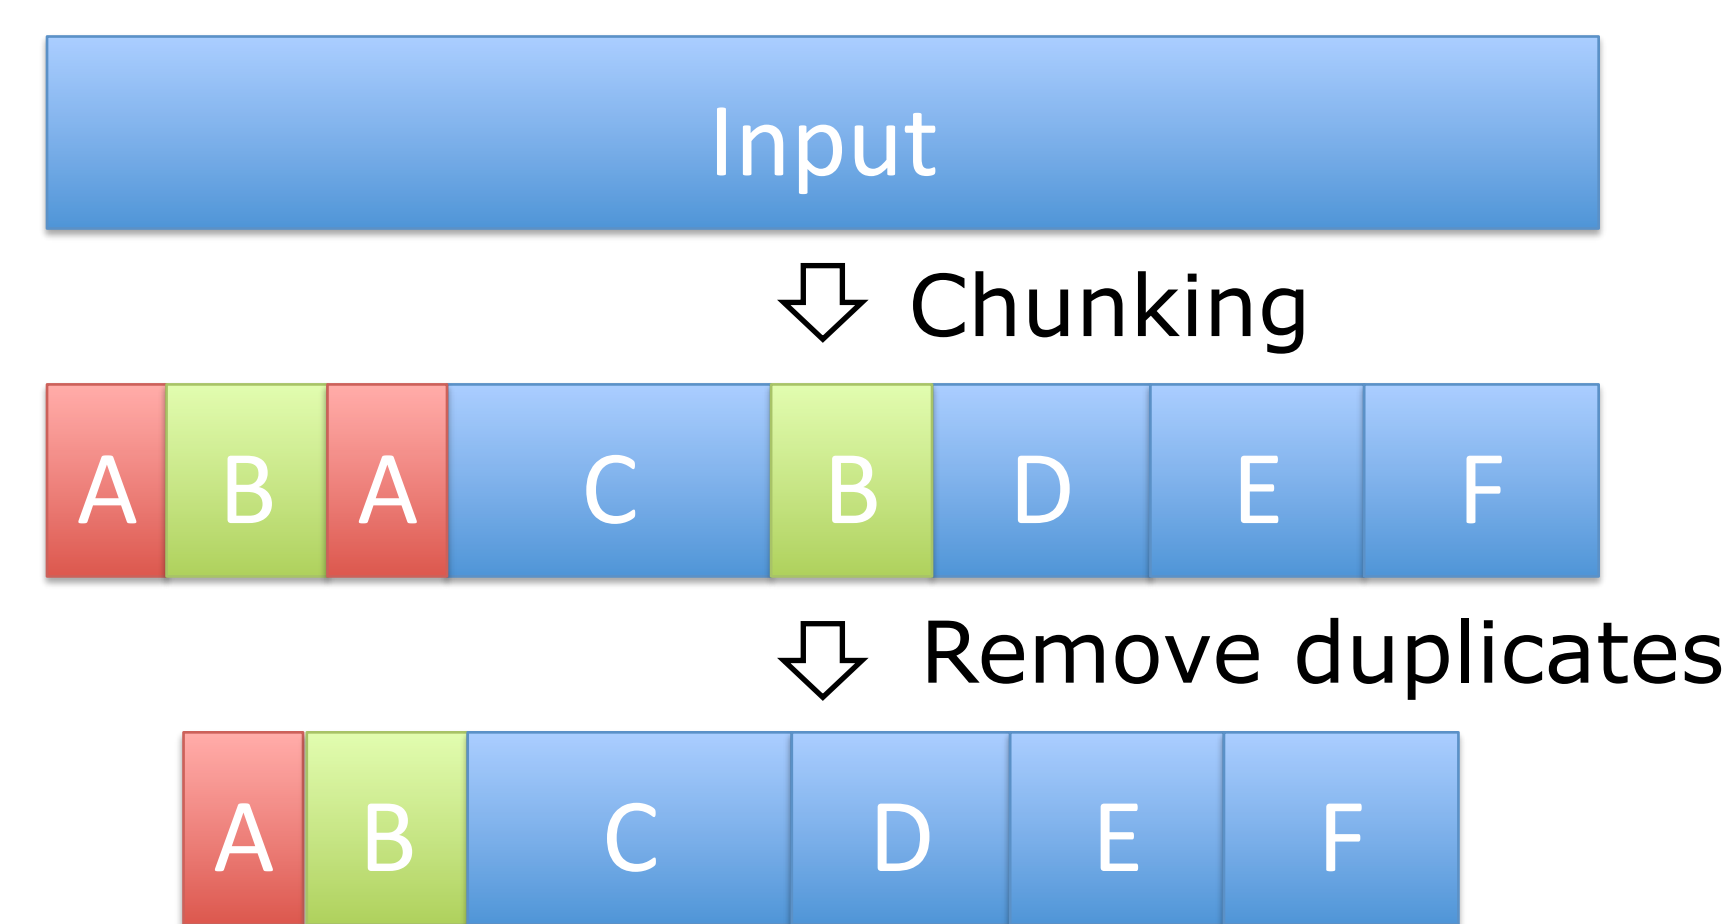 Input
Chunking
A B A C B D E F
Remove duplicates
A B C D E F